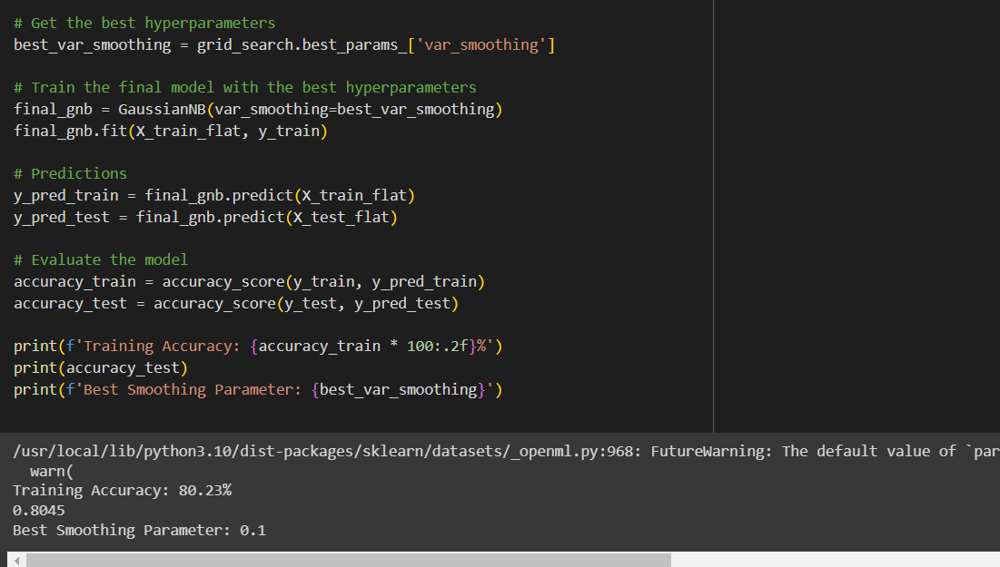 # Get the best hyperparameters
best_var_smoothing = grid_search.best_params_['var_smoothing']
# Train the final model with the best hyperparameters
final_gnb = GaussianNB(var_smoothing=best_var_smoothing)
final_gnb.fit(X_train_flat, y_train)
# Predictions
y_pred_train = final_gnb.predict(X_train_flat)
y_pred_test = final_gnb.predict(X_test_flat)
# Evaluate the model
accuracy_train = accuracy_score(y_train, y_pred_train)
accuracy_test = accuracy_score(y_test, y_pred_test)
print(f'Training Accuracy: {accuracy_train * 100:.2f}%')
print(accuracy_test)
print(f'Best Smoothing Parameter: {best_var_smoothing}')
/usr/local/lib/python3.10/dist-packages/sklearn/datasets/_openml.py:968: FutureWarning: The default value of `par
warn(
Training Accuracy: 80.23%
0.8045
Best Smoothing Parameter: 0.1